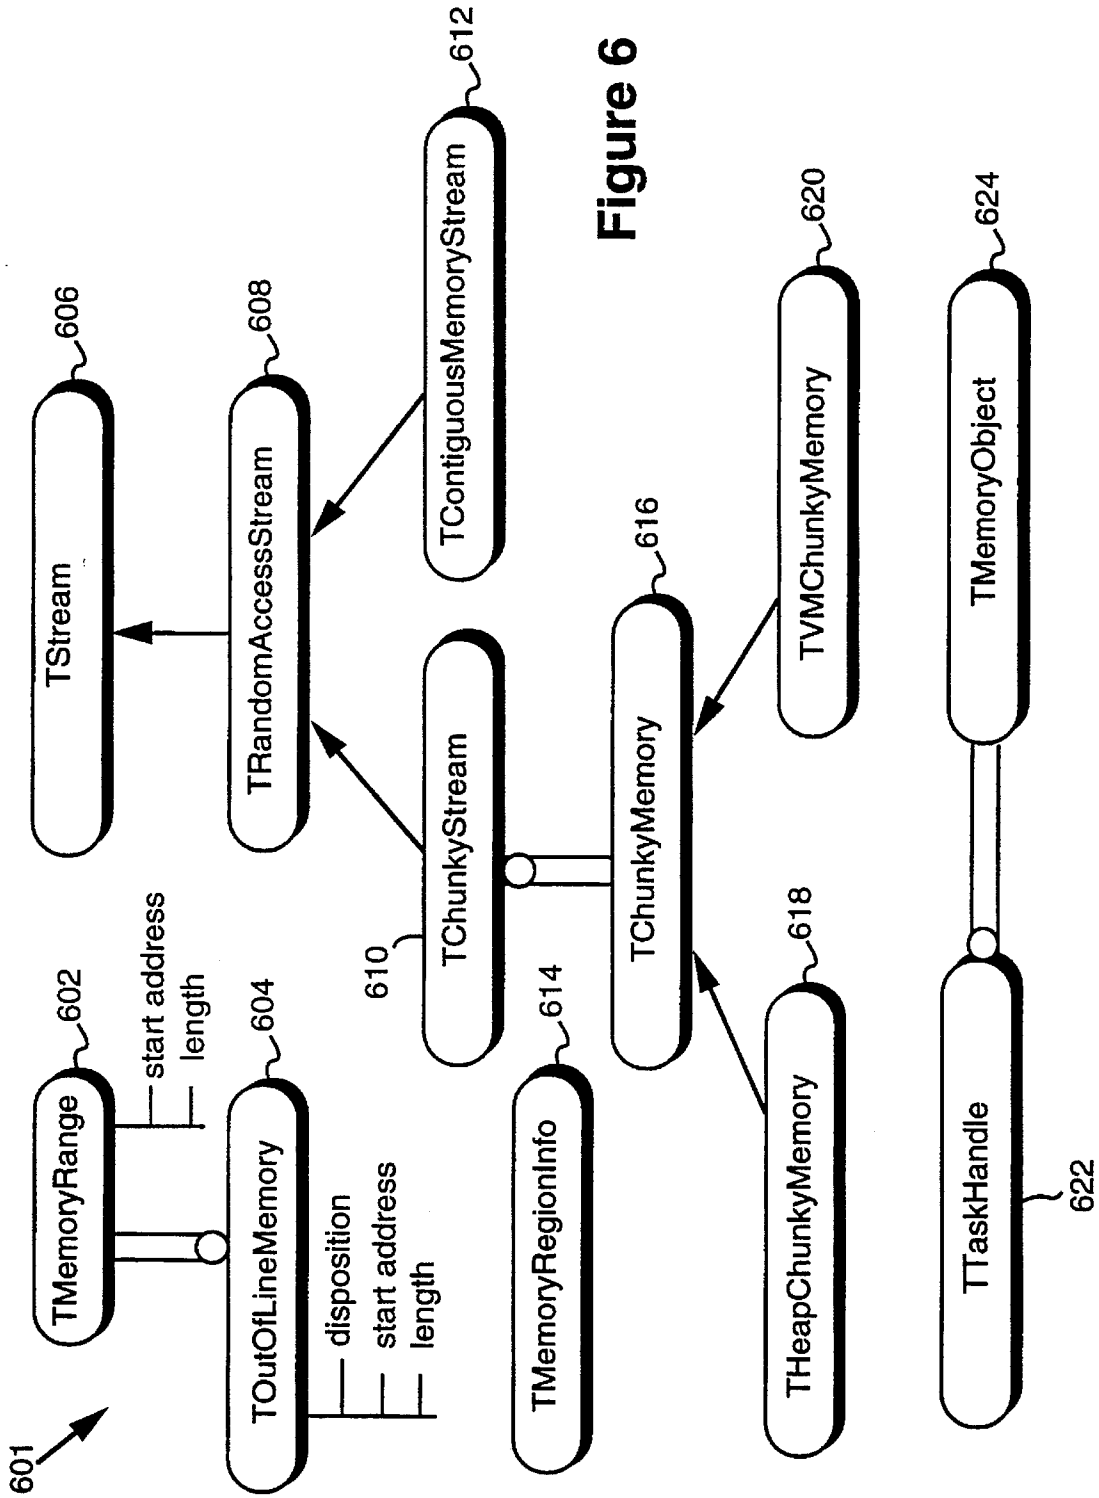 601
TMemoryRange
602
start address
length
TStream
606
TOutOfLineMemory
604
disposition
start address
length
TRandomAccessStream
608
610
TChunkyStream
TContiguousMemoryStream
612
TMemoryRegionInfo
614
TChunkyMemory
616
Figure 6
THeapChunkyMemory
618
TVMChunkyMemory
620
TTaskHandle
622
TMemoryObject
624